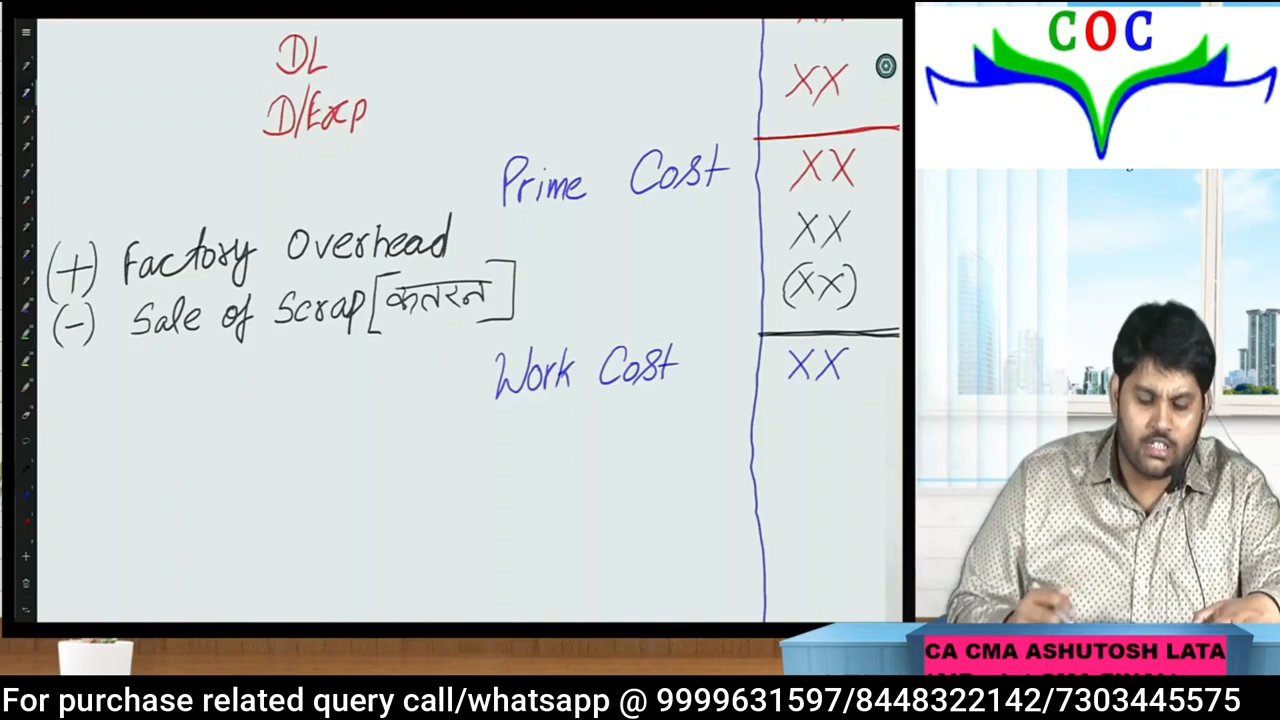 COC
DL
XX
D/Exp
Prime Cost XX
(+) Factory Overhead XX
(-) Sale of Scrap [कतरन] (XX)
Work Cost XX
CA CMA ASHUTOSH LATA
For purchase related query call/whatsapp @ 9999631597/8448322142/7303445575